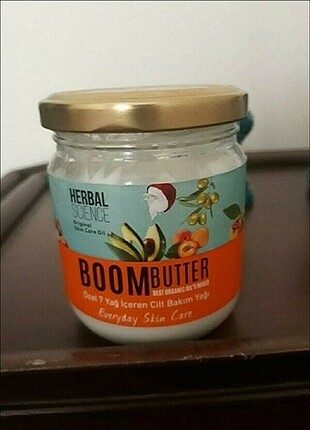 HERBAL
SCIENCE
Original
Skin Care Oil
BOOMBUTTER
BEST ORGANIC OIL'S MIXED
Özel 7 Yağ İçeren Cilt Bakım Yağı
Everyday Skin Care